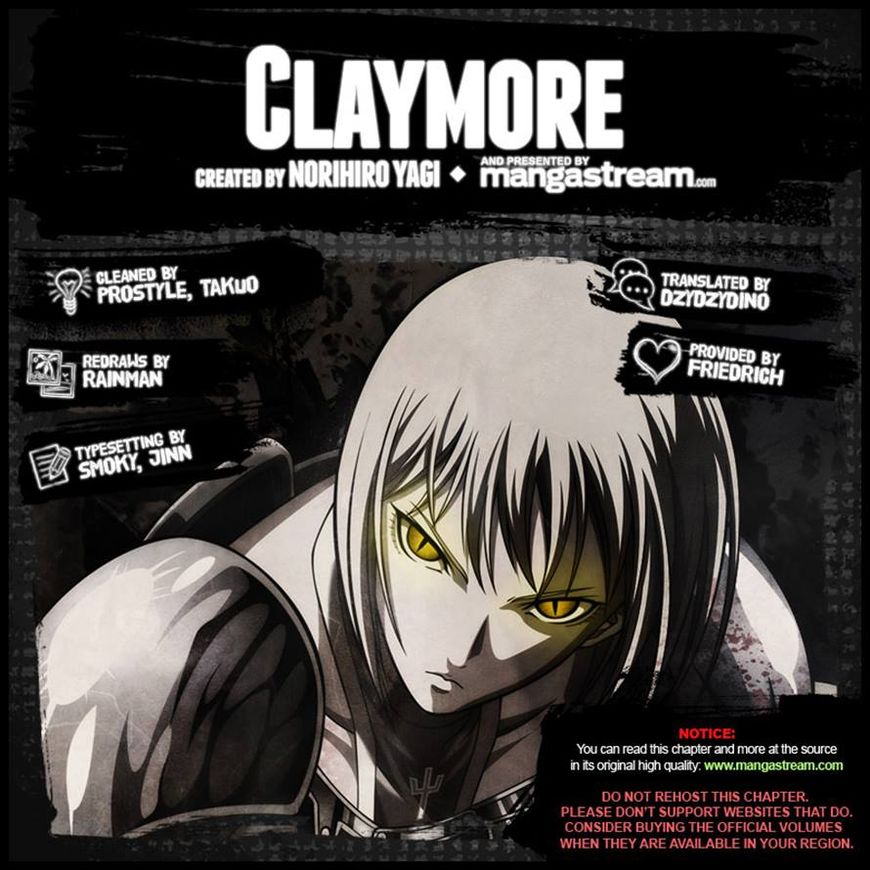 CLAYMORE
CREATED BY NORIHIRO YAGI ◆ AND PRESENTED BY mangastream.com
CLEANED BY
PROSTYLE, TAKUO
REDRAWS BY
RAINMAN
TYPESETTING BY
SMOKY, JINN
TRANSLATED BY
DZYDZYDINO
PROVIDED BY
FRIEDRICH
NOTICE:
You can read this chapter and more at the source
in its original high quality: www.mangastream.com
DO NOT REHOST THIS CHAPTER.
PLEASE DON'T SUPPORT WEBSITES THAT DO.
CONSIDER BUYING THE OFFICIAL VOLUMES
WHEN THEY ARE AVAILABLE IN YOUR REGION.